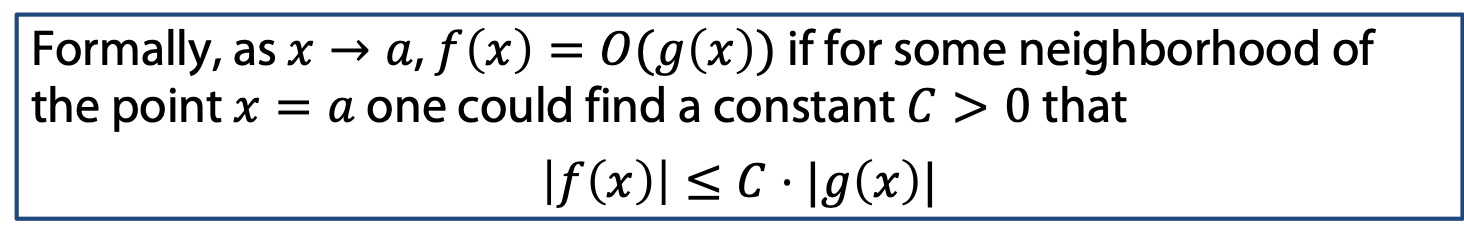 Formally, as x → a, f(x) = O(g(x)) if for some neighborhood of
the point x = a one could find a constant C > 0 that
|f(x)| ≤ C · |g(x)|